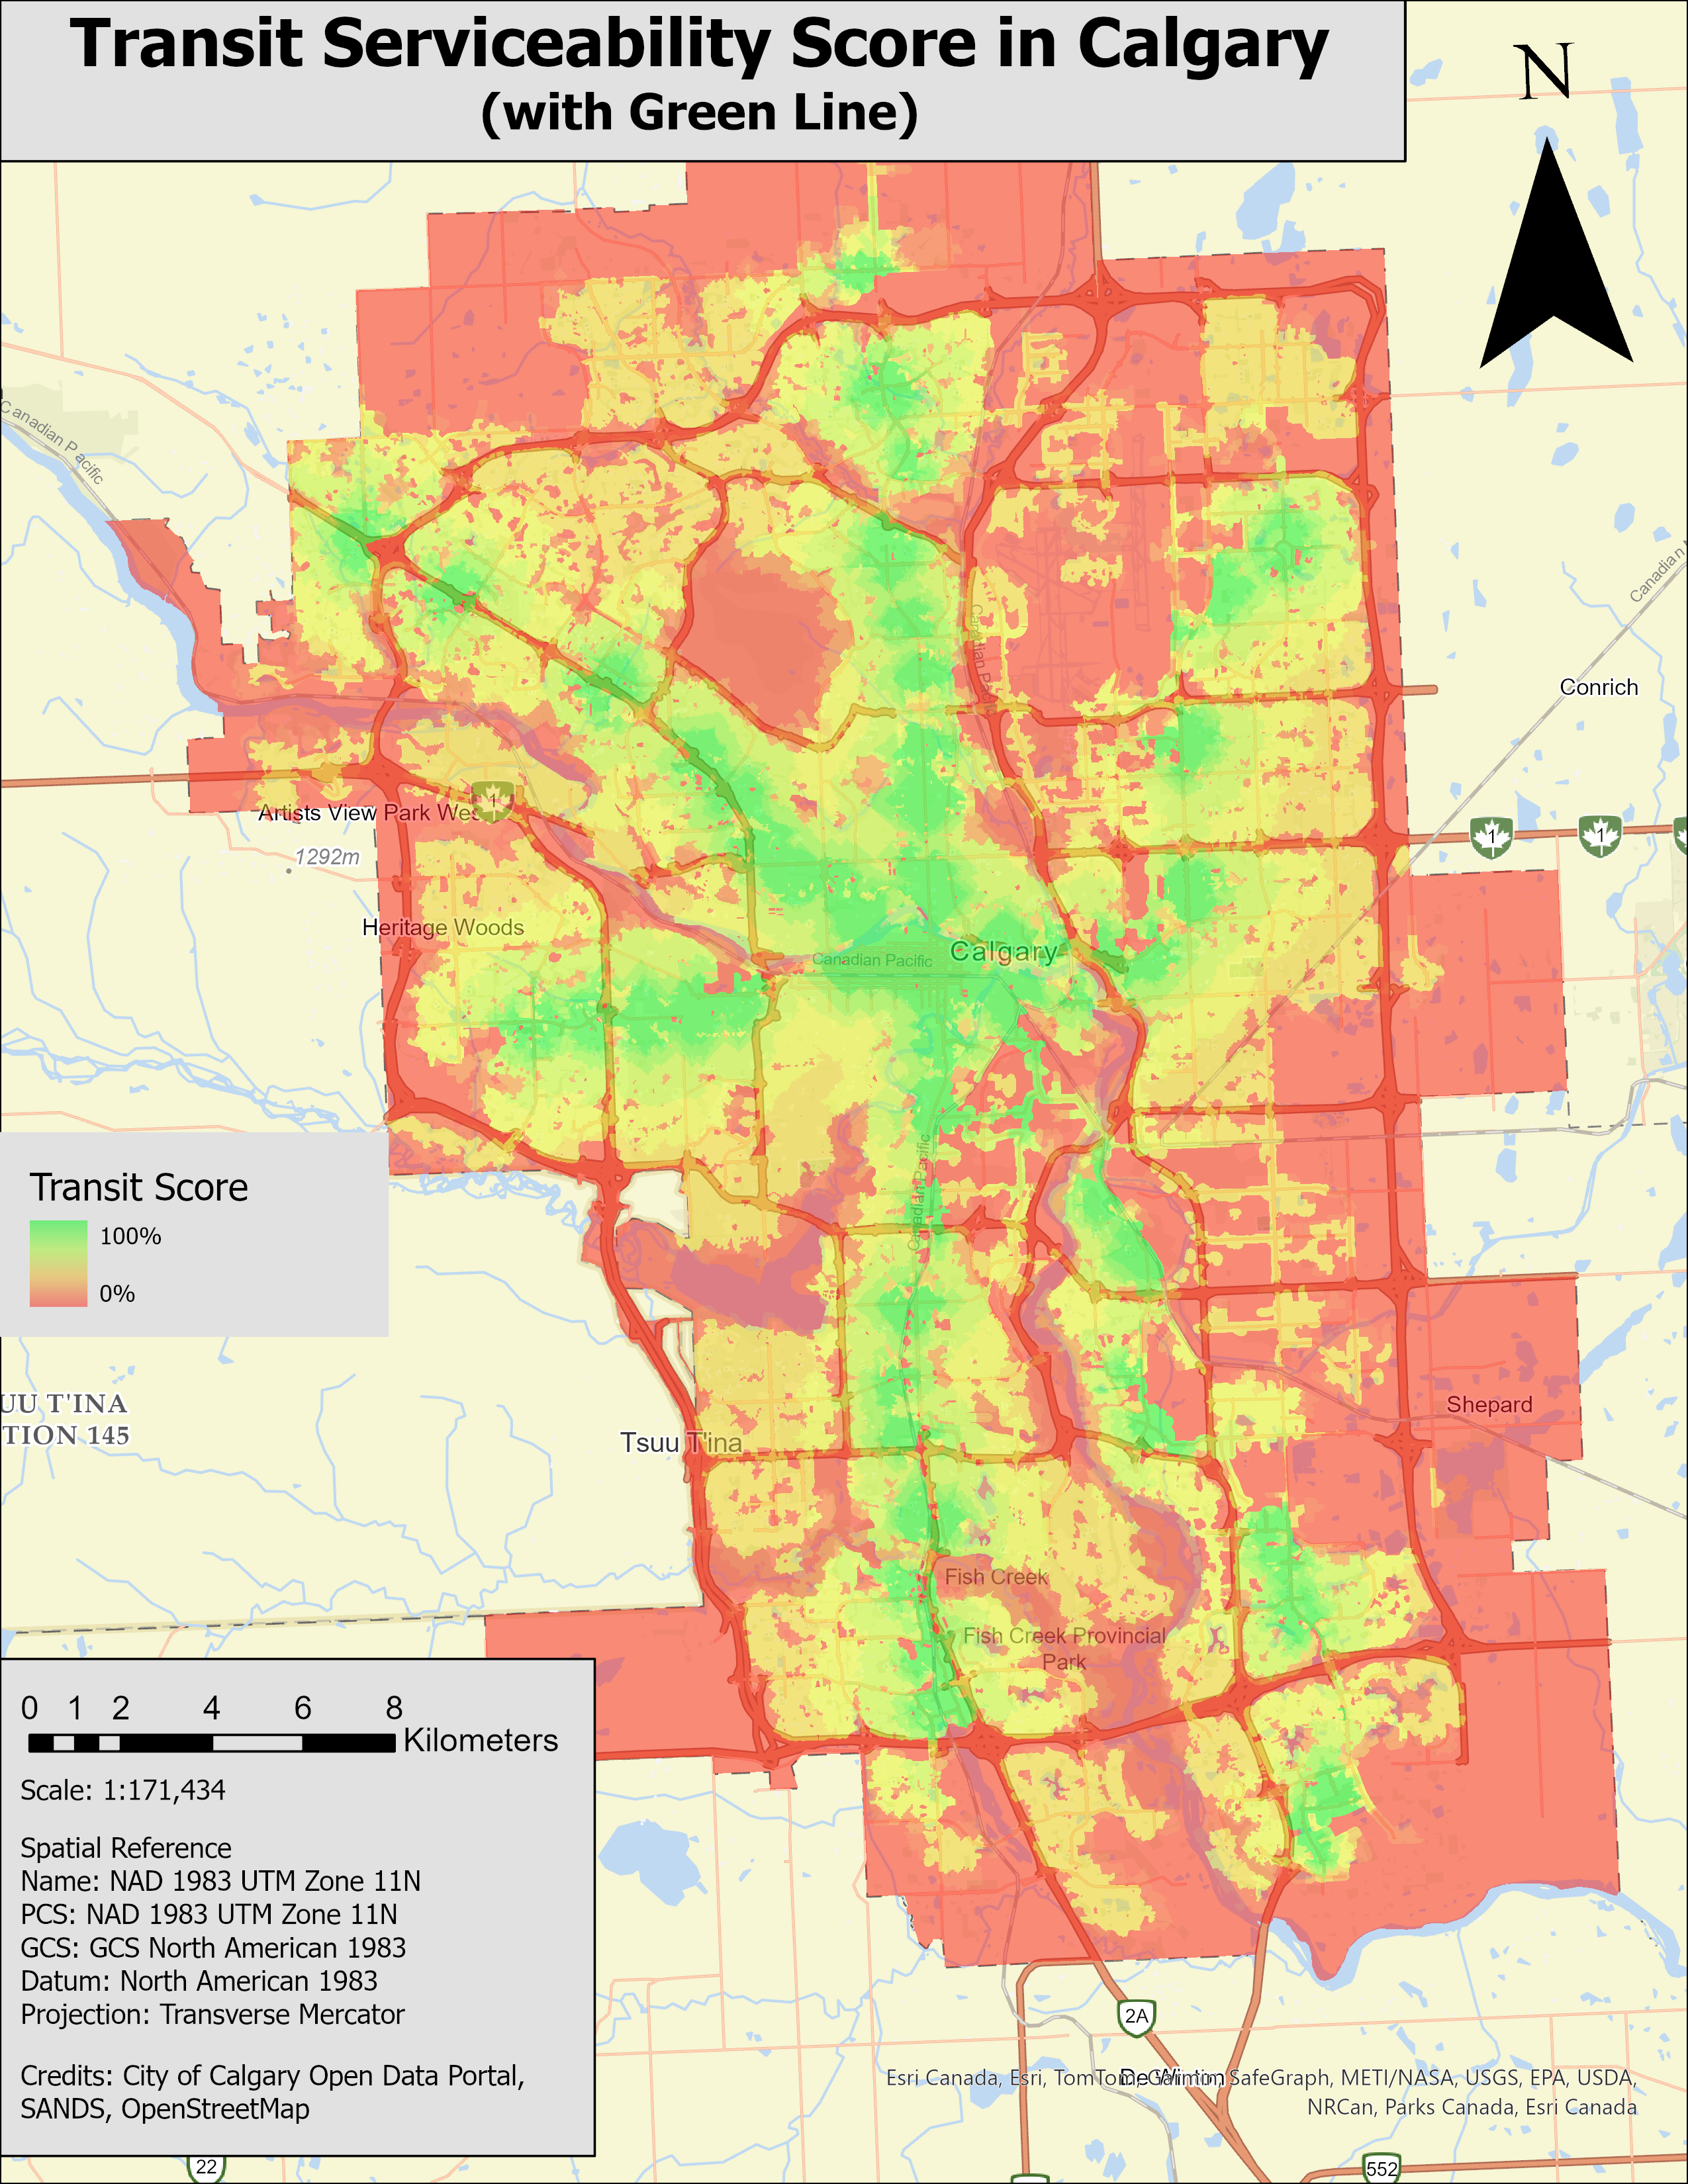 Transit Serviceability Score in Calgary
(with Green Line)
N
Canadian Pacific
Canadian
Conrich
Canadian Pacific
1
Artists View Park Wes
1292m
1
1
Heritage Woods
Calgary
Canadian Pacific
Canadian Pacific
Transit Score
100%
0%
UU T'INA
TION 145
Tsuu T'ina
Shepard
Fish Creek
Fish Creek Provincial
Park
0 1 2 4 6 8
Kilometers
Scale: 1:171,434
Spatial Reference
Name: NAD 1983 UTM Zone 11N
PCS: NAD 1983 UTM Zone 11N
GCS: GCS North American 1983
Datum: North American 1983
Projection: Transverse Mercator
Credits: City of Calgary Open Data Portal,
SANDS, OpenStreetMap
2A
De Winton
Esri Canada, Esri, TomTom, Garmin, SafeGraph, METI/NASA, USGS, EPA, USDA,
NRCan, Parks Canada, Esri Canada
22
552